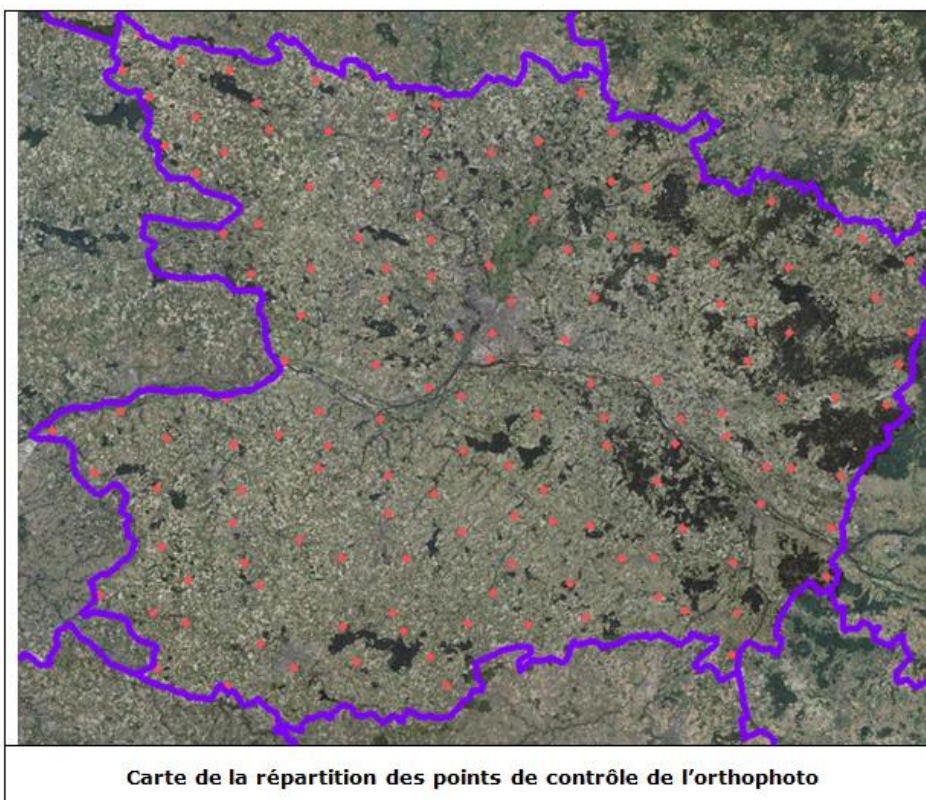 Carte de la répartition des points de contrôle de l’orthophoto